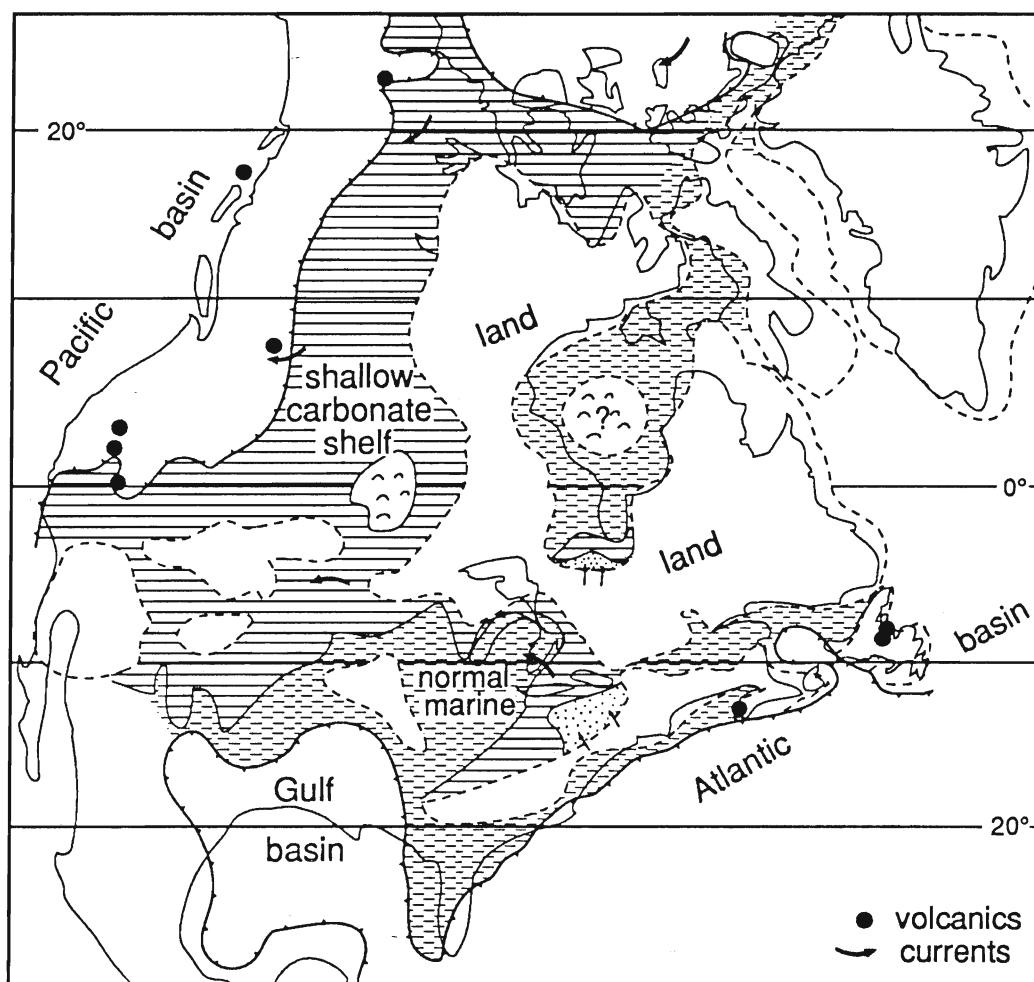 20°
basin
Pacific
land
shallow
carbonate
shelf
?
0°
land
basin
normal
marine
Atlantic
Gulf
basin
20°
volcanics
currents